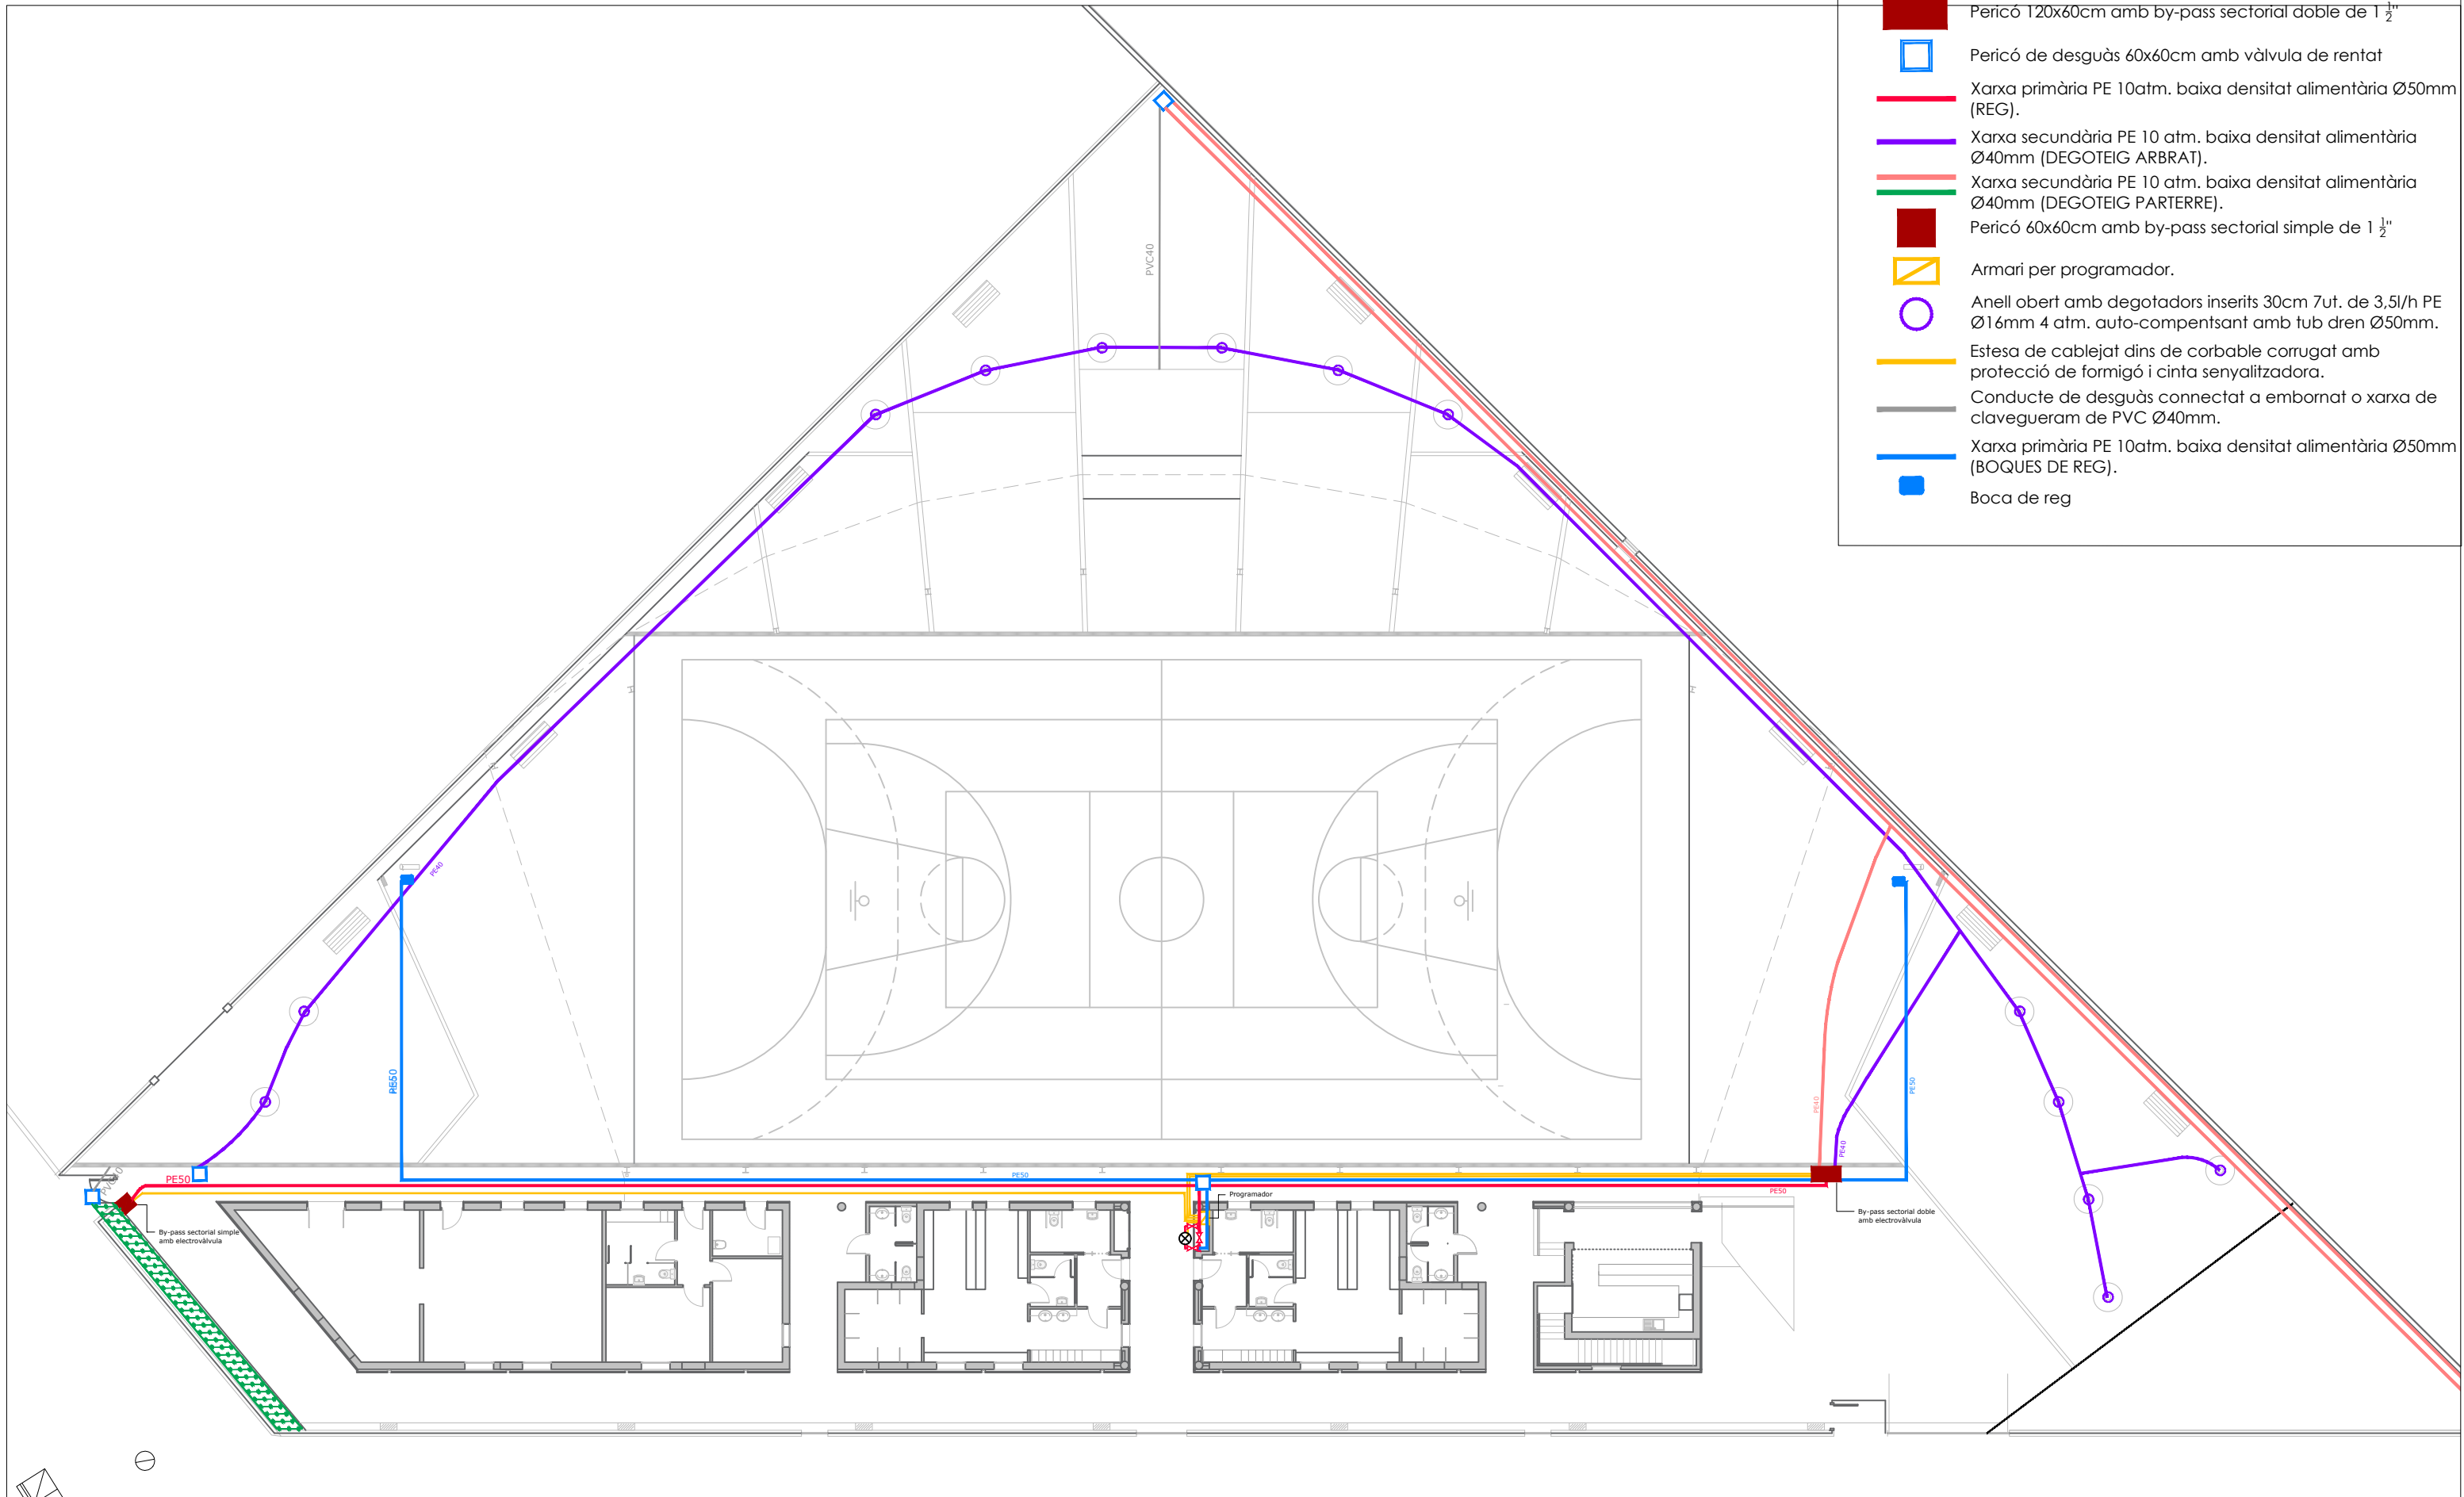 Pericó 120x60cm amb by-pass sectorial doble de 1 ½"
Pericó de desguàs 60x60cm amb vàlvula de rentat
Xarxa primària PE 10atm. baixa densitat alimentària Ø50mm
(REG).
Xarxa secundària PE 10 atm. baixa densitat alimentària
Ø40mm (DEGOTEIG ARBRAT).
Xarxa secundària PE 10 atm. baixa densitat alimentària
Ø40mm (DEGOTEIG PARTERRE).
Pericó 60x60cm amb by-pass sectorial simple de 1 ½"
Armari per programador.
Anell obert amb degotadors inserits 30cm 7ut. de 3,5l/h PE
Ø16mm 4 atm. auto-compentsant amb tub dren Ø50mm.
Estesa de cablejat dins de corbable corrugat amb
protecció de formigó i cinta senyalitzadora.
Conducte de desguàs connectat a embornat o xarxa de
clavegueram de PVC Ø40mm.
Xarxa primària PE 10atm. baixa densitat alimentària Ø50mm
(BOQUES DE REG).
Boca de reg
PVC40
PE40
PE50
PE40
PE40
PE50
PE50
PE50
PE50
Programador
By-pass sectorial simple
amb electrovàlvula
By-pass sectorial doble
amb electrovàlvula